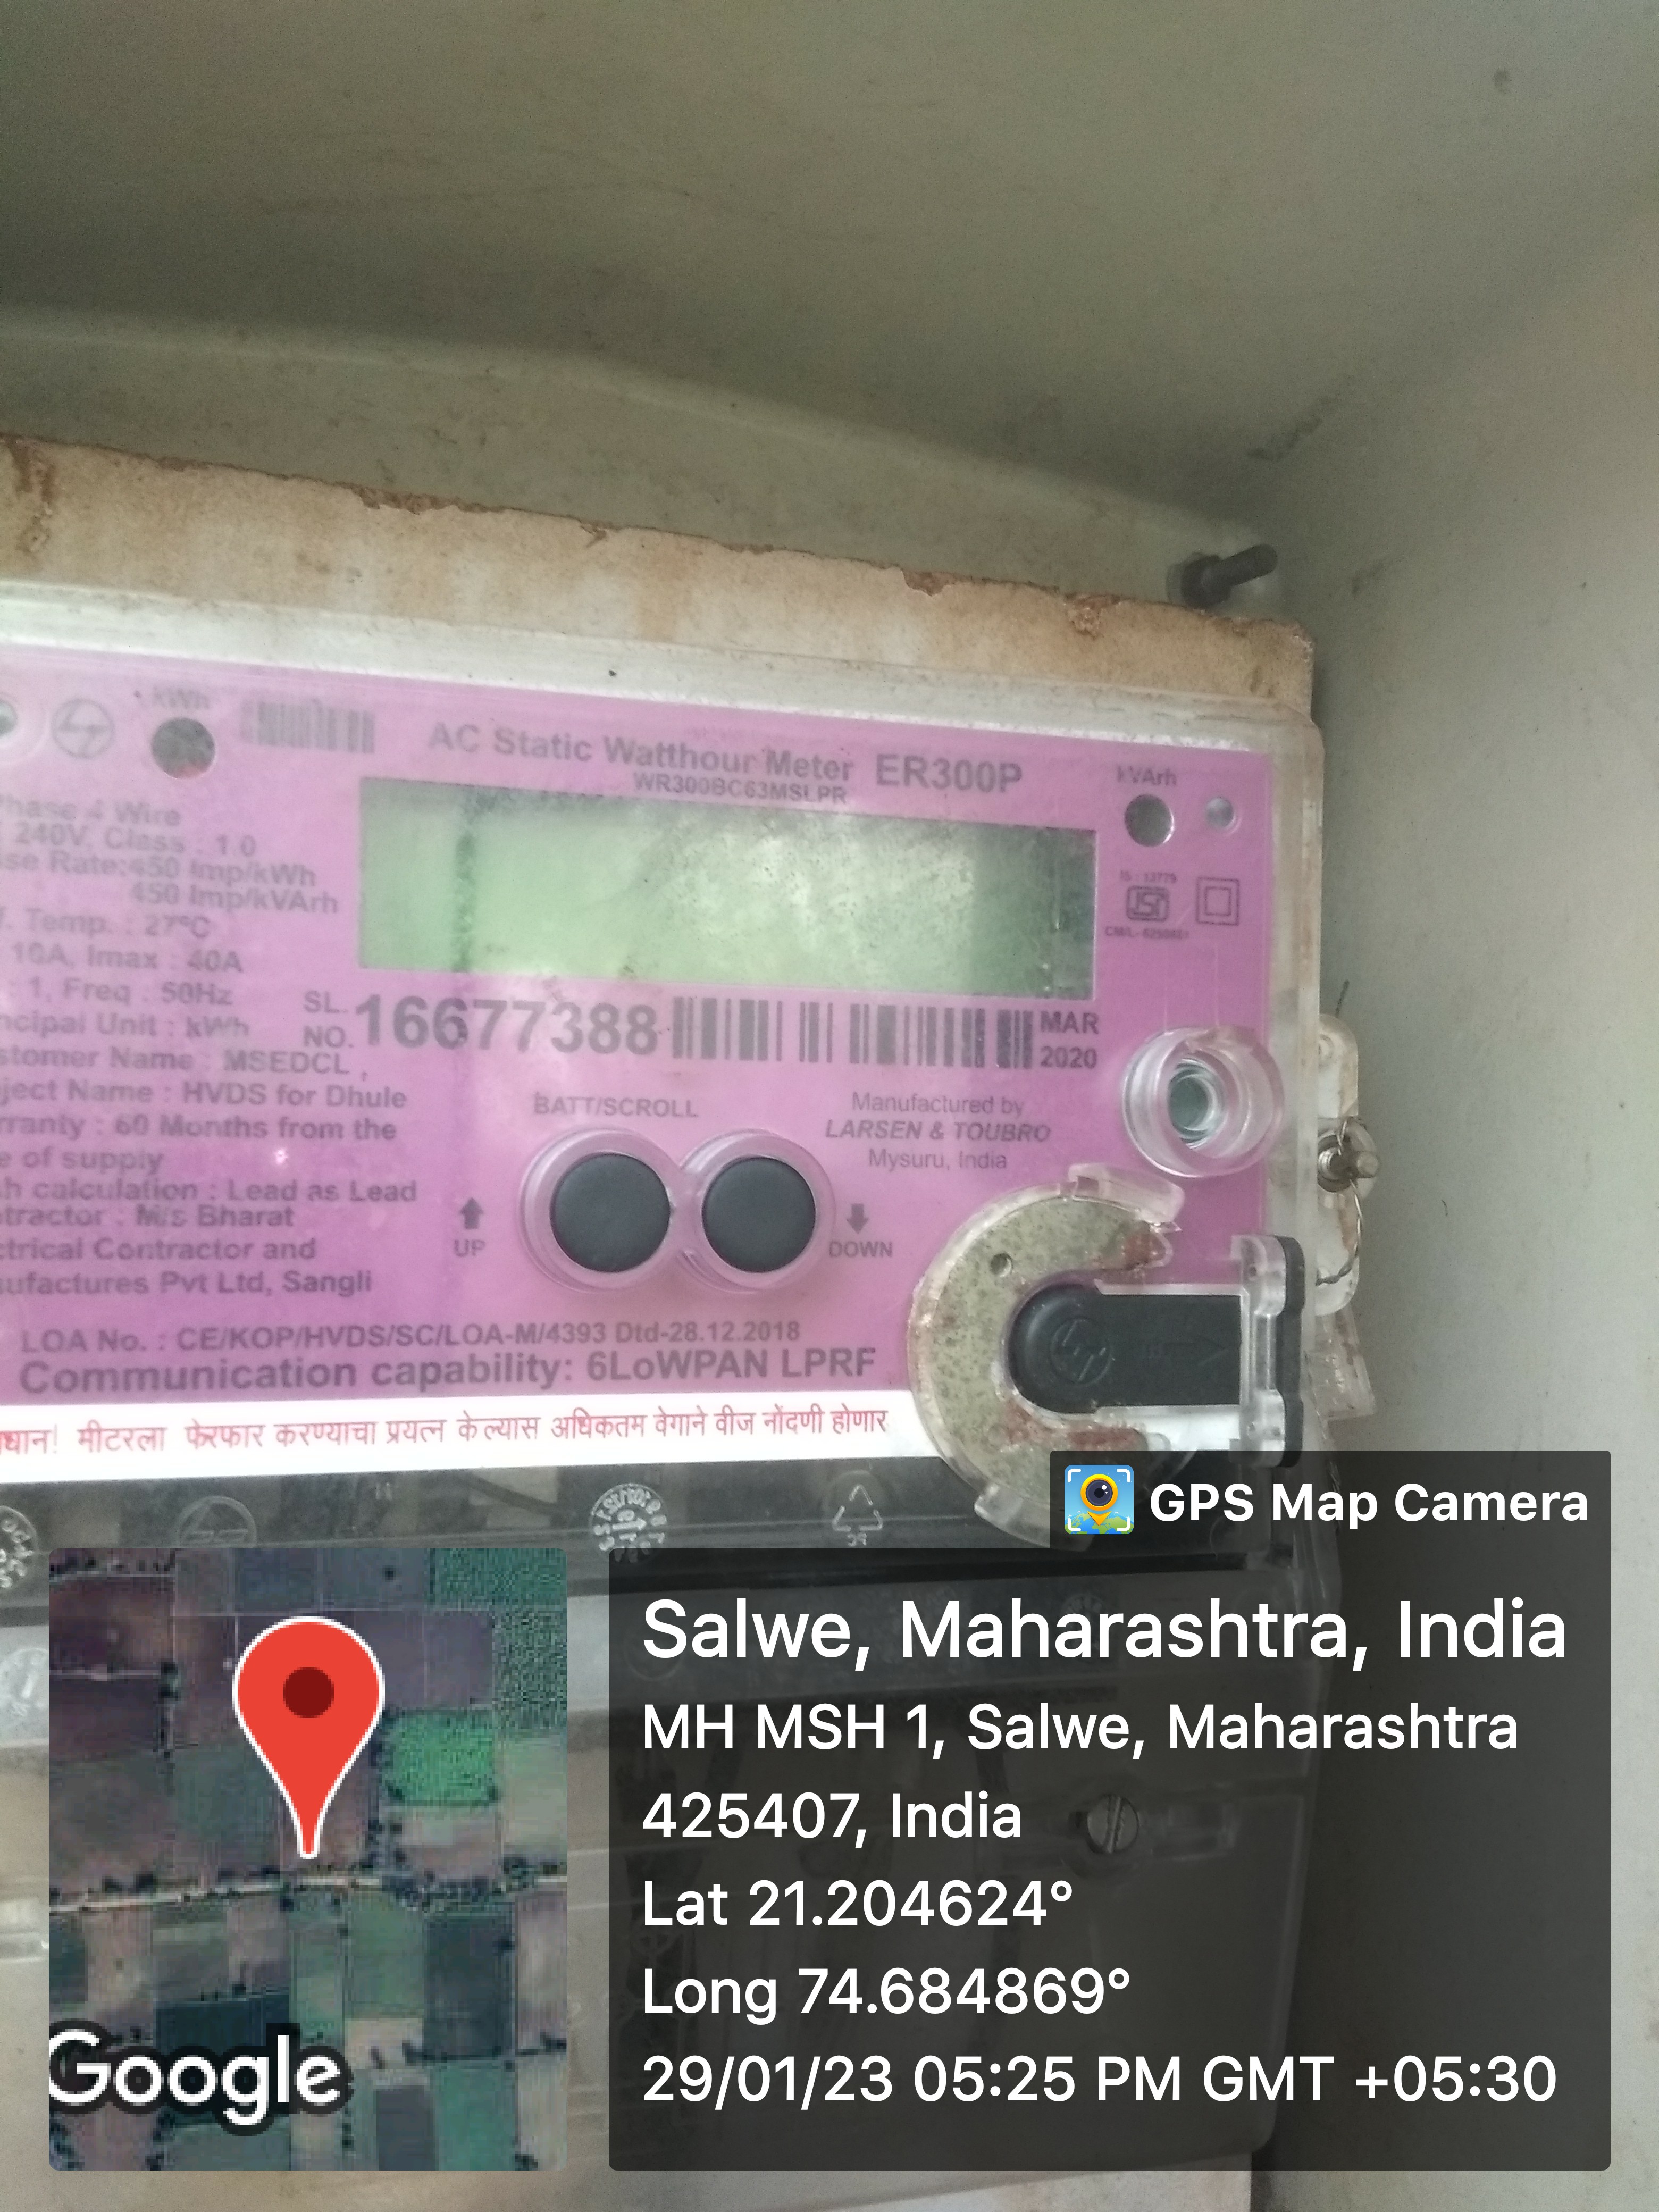 kWh
AC Static Watthour Meter ER300P
WR300BC63MSLPR
kVArh
Phase 4 Wire
240V. Class : 1.0
se Rate:450 Imp/kWh
450 Imp/kVArh
f. Temp. : 27°C
10A, Imax : 40A
: 1, Freq : 50Hz
ncipal Unit : kWh
stomer Name : MSEDCL ,
ject Name : HVDS for Dhule
rranty : 60 Months from the
e of supply
h calculation : Lead as Lead
tractor : M/s Bharat
ctrical Contractor and
ufactures Pvt Ltd, Sangli
IS : 13779
SL.
NO. 16677388
MAR
2020
BATT/SCROLL
UP
DOWN
Manufactured by
LARSEN & TOUBRO
Mysuru, India
LOA No. : CE/KOP/HVDS/SC/LOA-M/4393 Dtd-28.12.2018
Communication capability: 6LoWPAN LPRF
धान! मीटरला फेरफार करण्याचा प्रयत्न केल्यास अधिकतम वेगाने वीज नोंदणी होणार
GPS Map Camera
Salwe, Maharashtra, India
MH MSH 1, Salwe, Maharashtra
425407, India
Lat 21.204624°
Long 74.684869°
29/01/23 05:25 PM GMT +05:30
Google